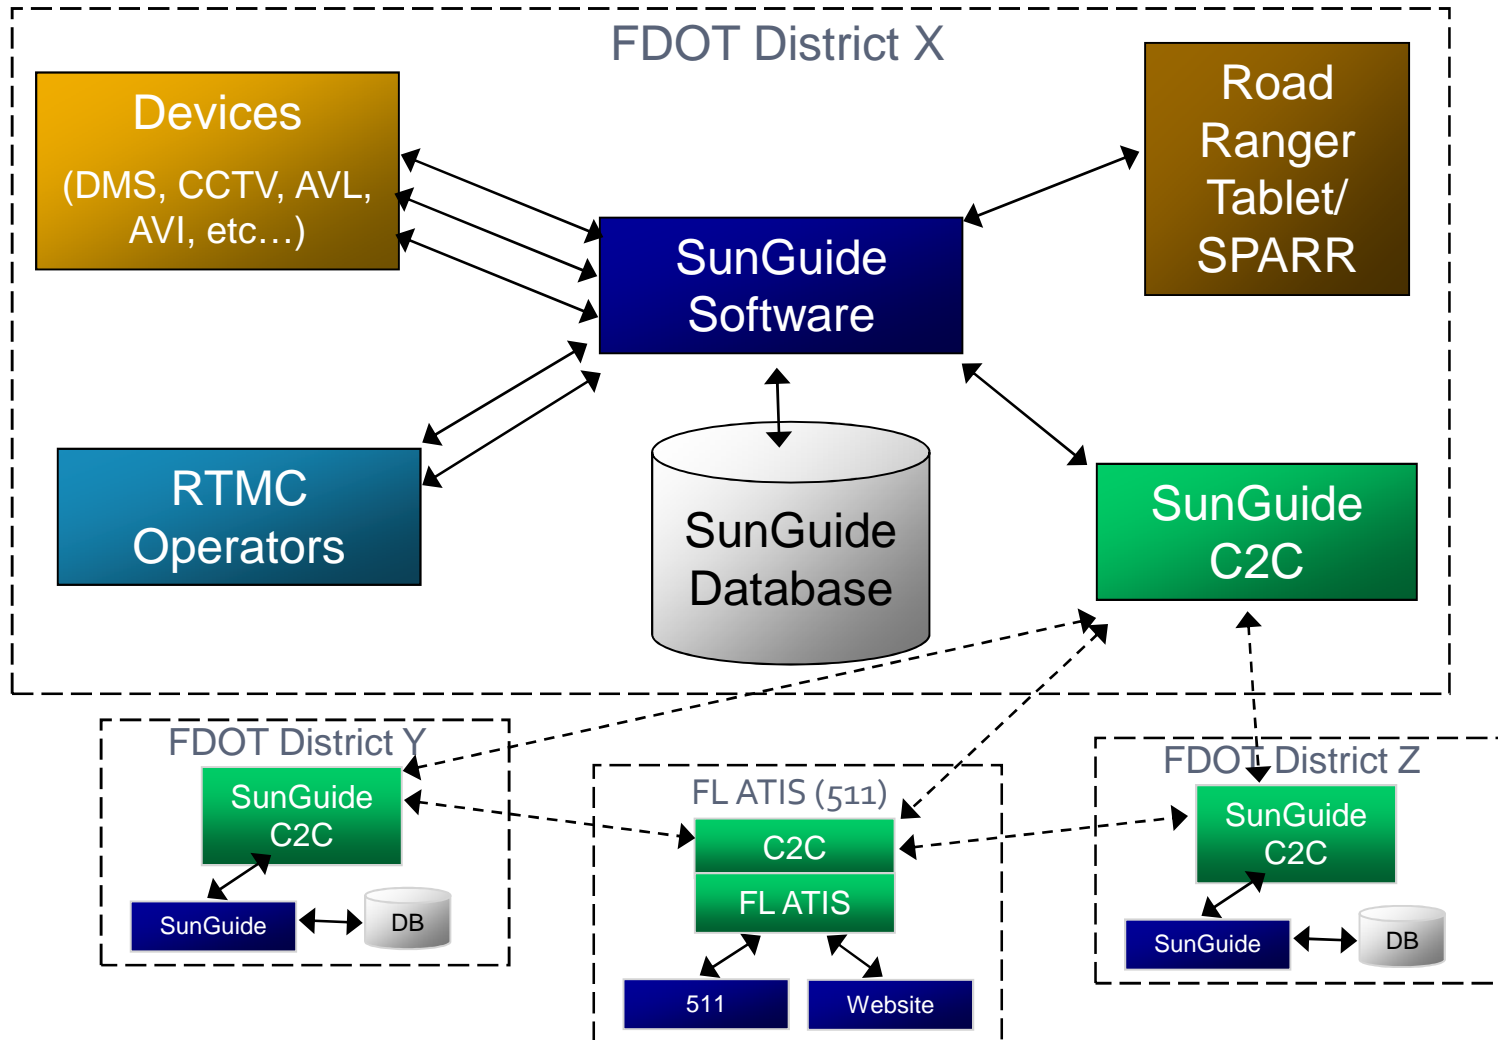 FDOT District X
Devices
(DMS, CCTV, AVL,
AVI, etc…)
Road
Ranger
Tablet/
SPARR
SunGuide
Software
RTMC
Operators
SunGuide
Database
SunGuide
C2C
FDOT District Y
SunGuide
C2C
SunGuide
DB
FL ATIS (511)
C2C
FL ATIS
511
Website
FDOT District Z
SunGuide
C2C
SunGuide
DB